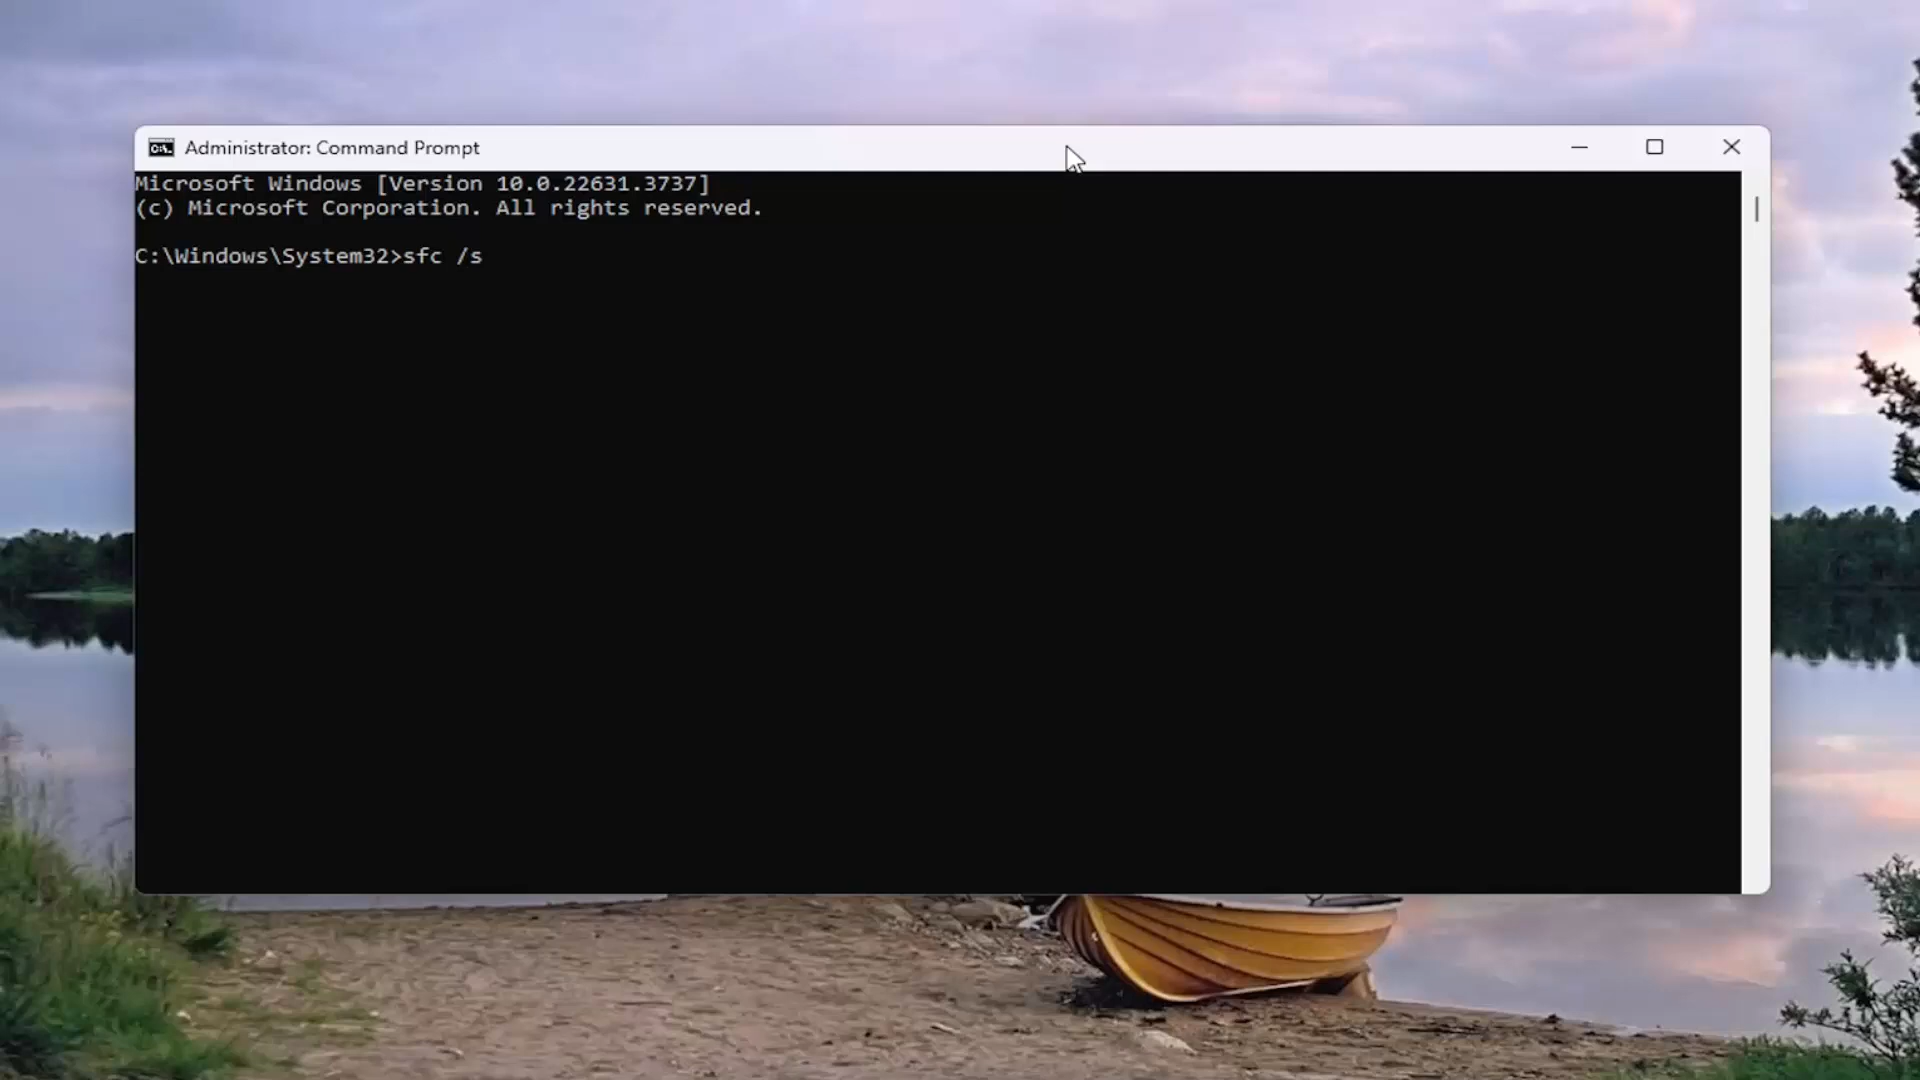 Administrator: Command Prompt
Microsoft Windows [Version 10.0.22631.3737]
(c) Microsoft Corporation. All rights reserved.
C:\Windows\System32>sfc /s